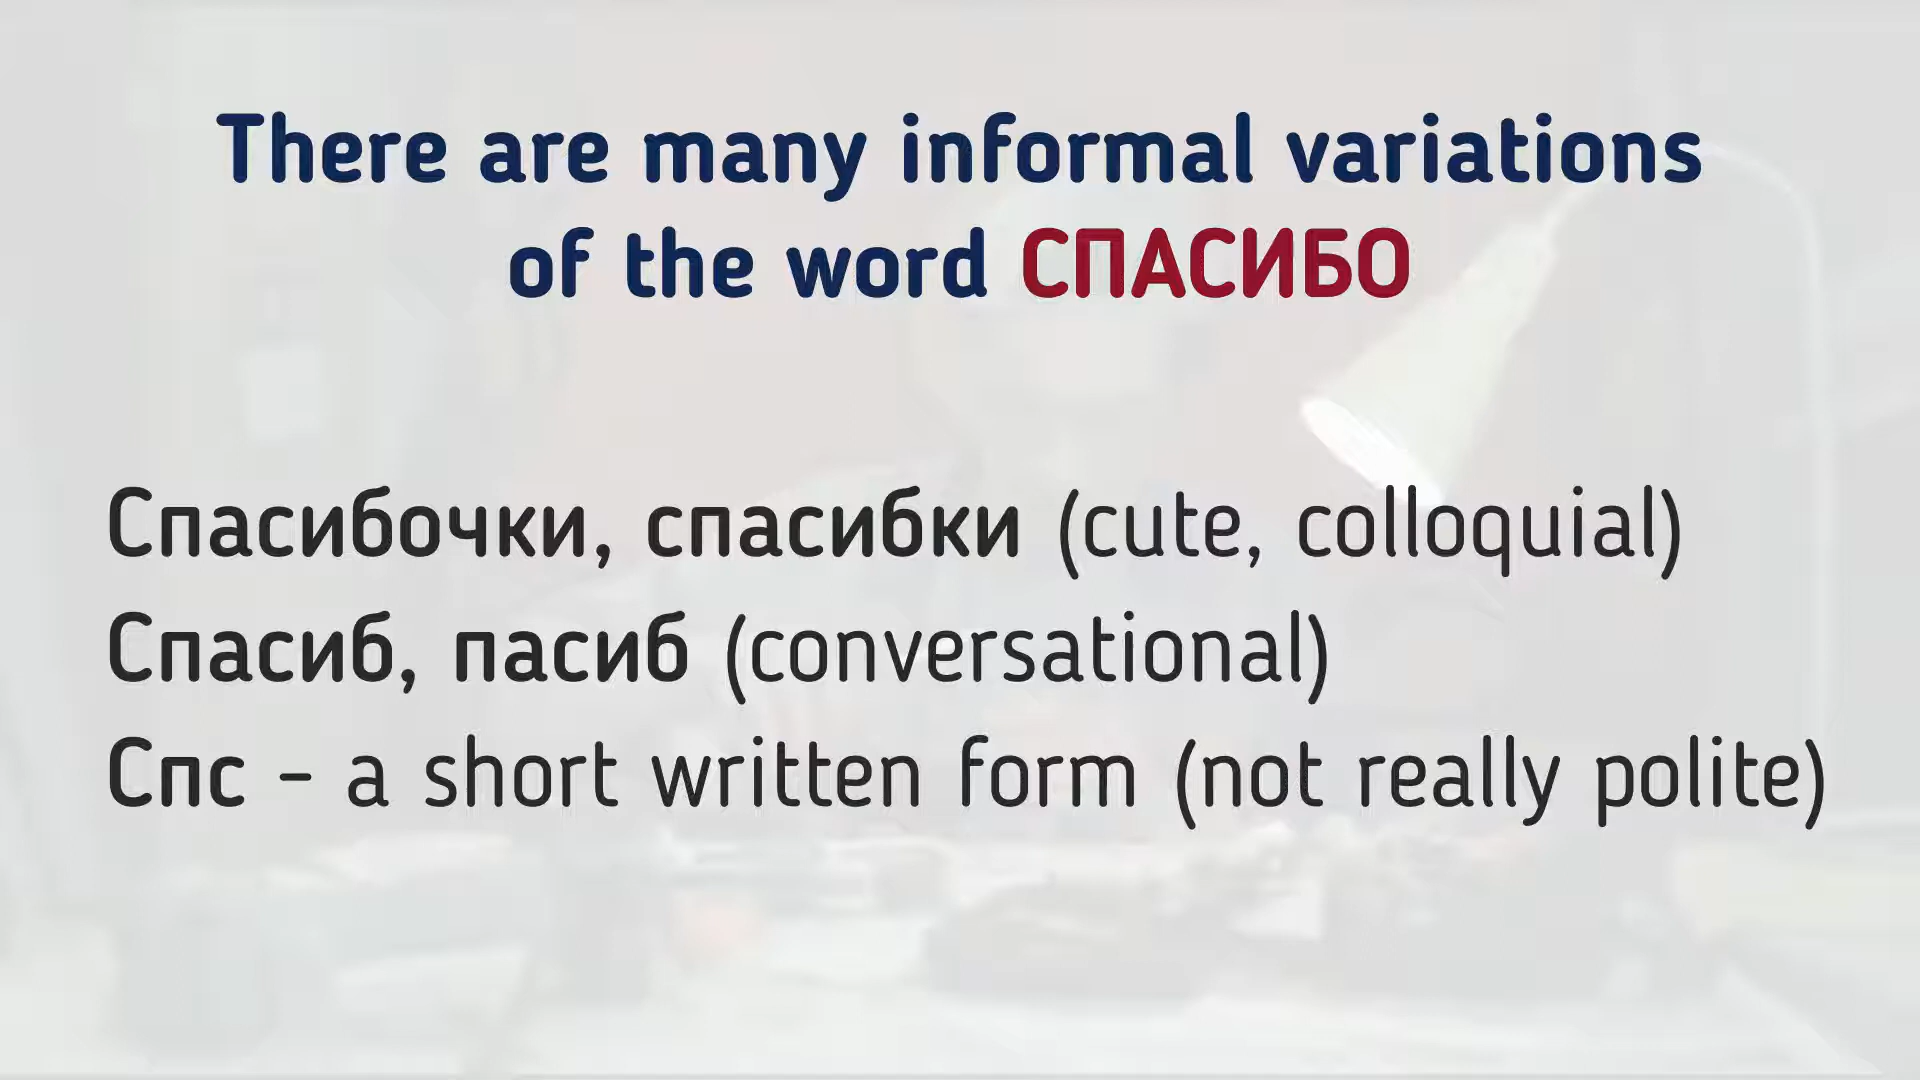 There are many informal variations
of the word СПАСИБО
Спасибочки, спасибки (cute, colloquial)
Спасиб, пасиб (conversational)
Спс - a short written form (not really polite)